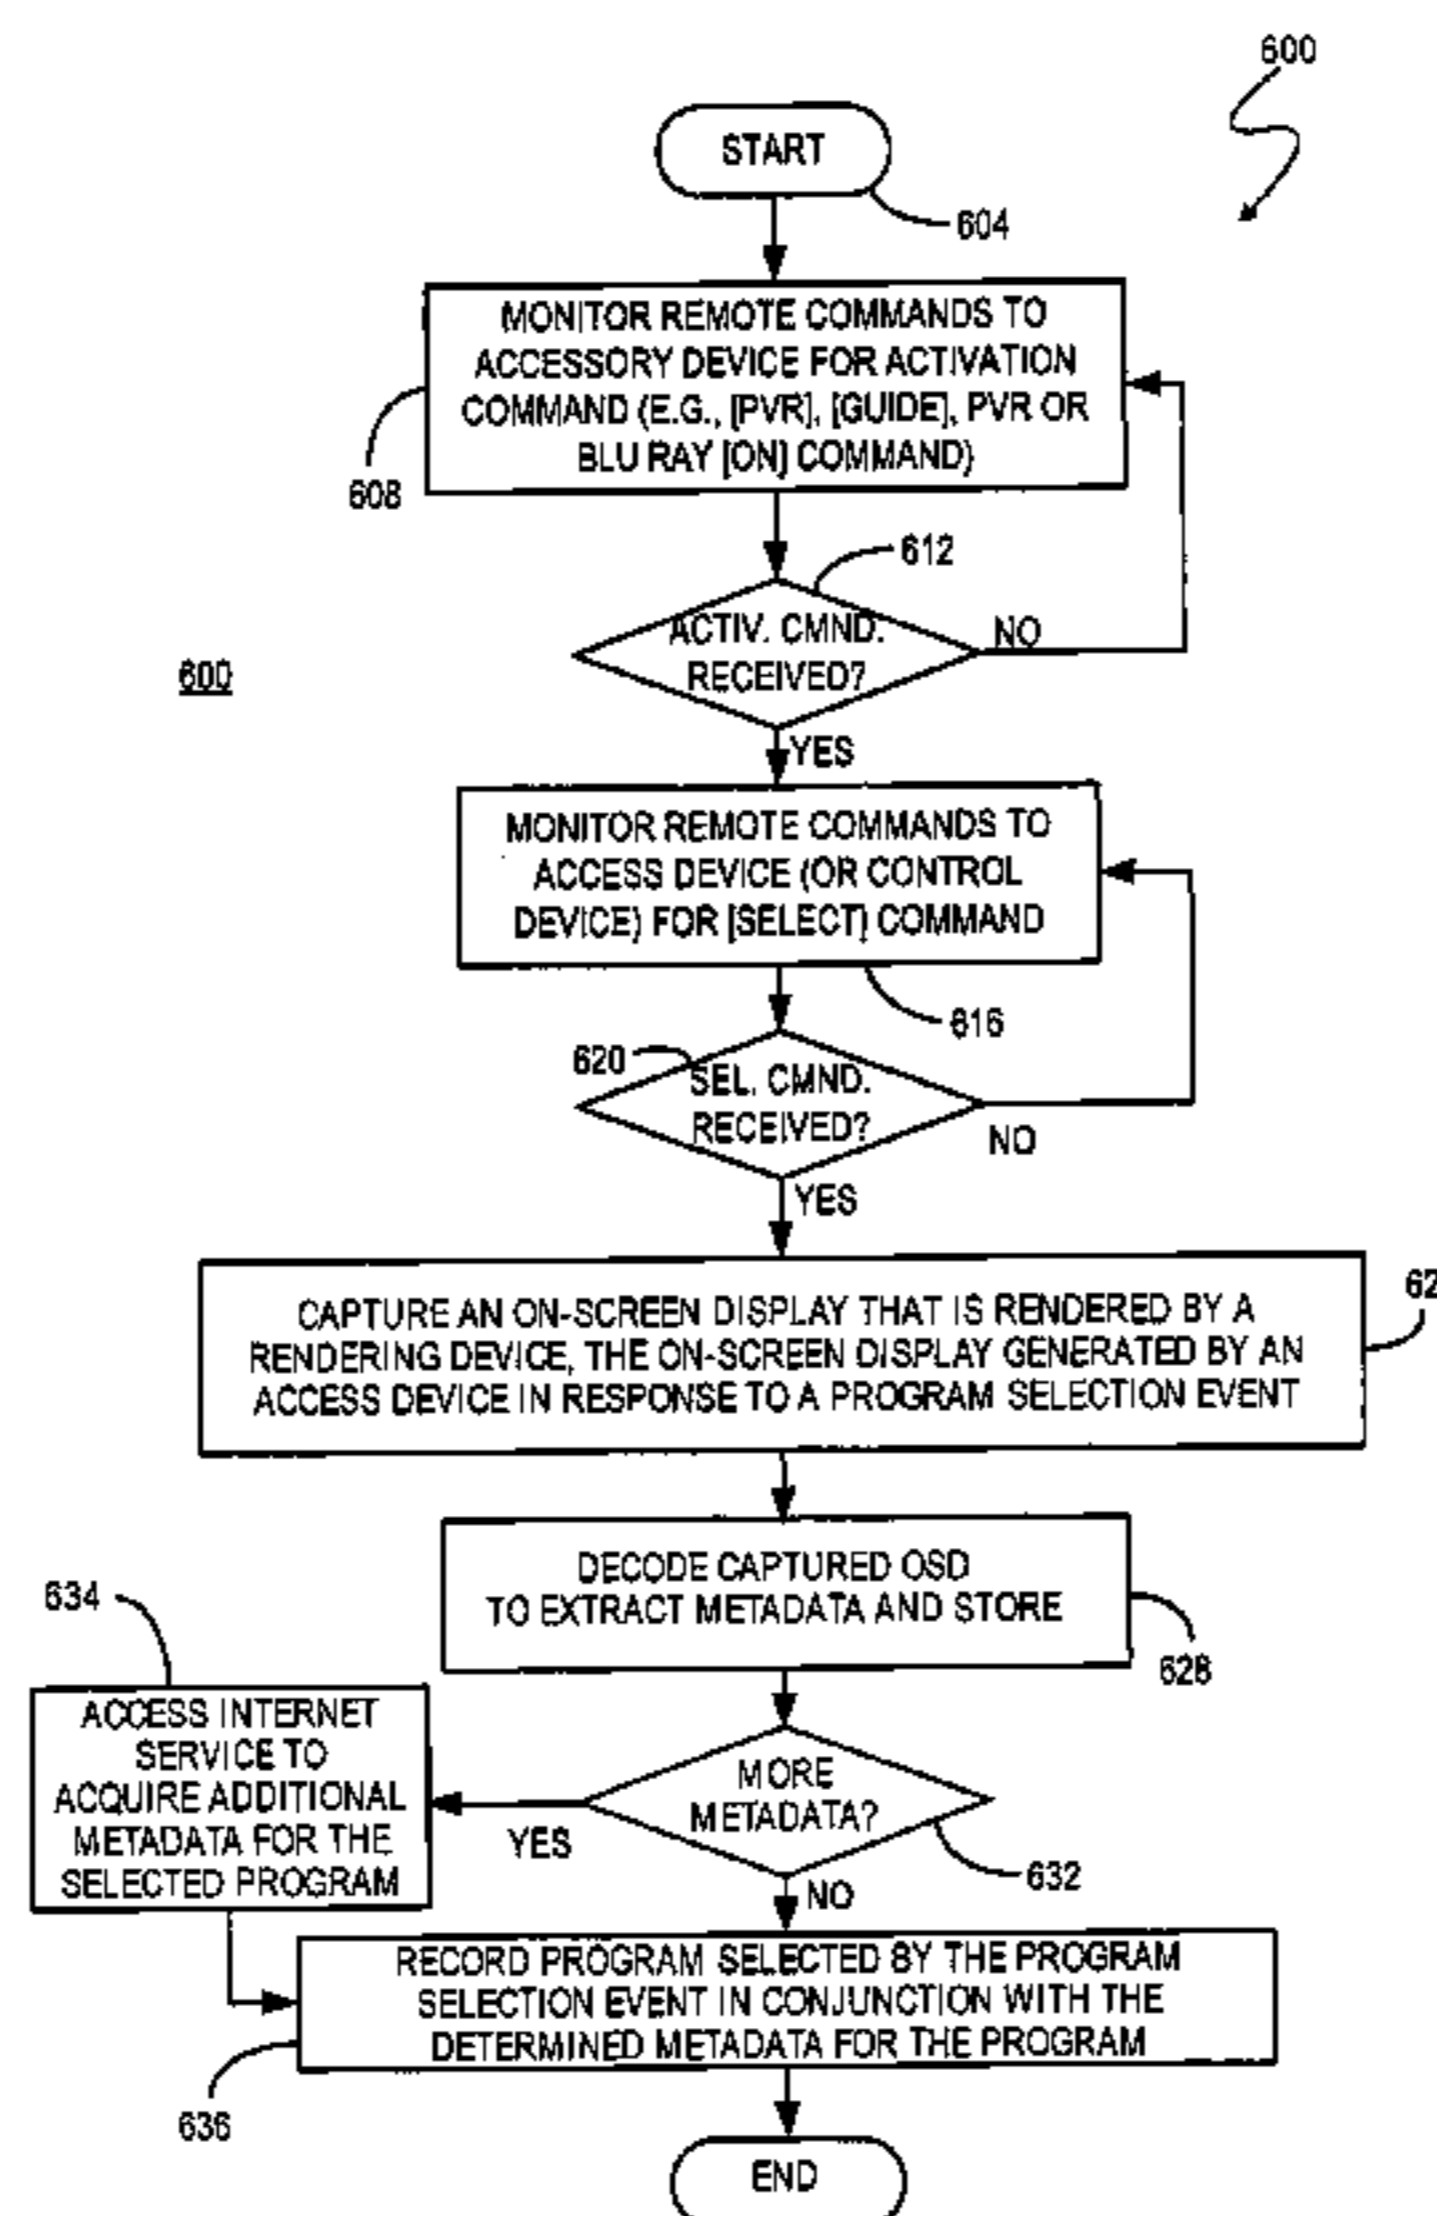 600
START
604
MONITOR REMOTE COMMANDS TO
ACCESSORY DEVICE FOR ACTIVATION
COMMAND (E.G., [PVR], [GUIDE], PVR OR
BLU RAY [ON] COMMAND)
608
612
ACTIV. CMND.
RECEIVED?
NO
600
YES
MONITOR REMOTE COMMANDS TO
ACCESS DEVICE (OR CONTROL
DEVICE) FOR [SELECT] COMMAND
616
620
SEL. CMND.
RECEIVED?
NO
YES
CAPTURE AN ON-SCREEN DISPLAY THAT IS RENDERED BY A
RENDERING DEVICE, THE ON-SCREEN DISPLAY GENERATED BY AN
ACCESS DEVICE IN RESPONSE TO A PROGRAM SELECTION EVENT
DECODE CAPTURED OSD
TO EXTRACT METADATA AND STORE
628
634
ACCESS INTERNET
SERVICE TO
ACQUIRE ADDITIONAL
METADATA FOR THE
SELECTED PROGRAM
MORE
METADATA?
YES
632
NO
RECORD PROGRAM SELECTED BY THE PROGRAM
SELECTION EVENT IN CONJUNCTION WITH THE
DETERMINED METADATA FOR THE PROGRAM
636
END